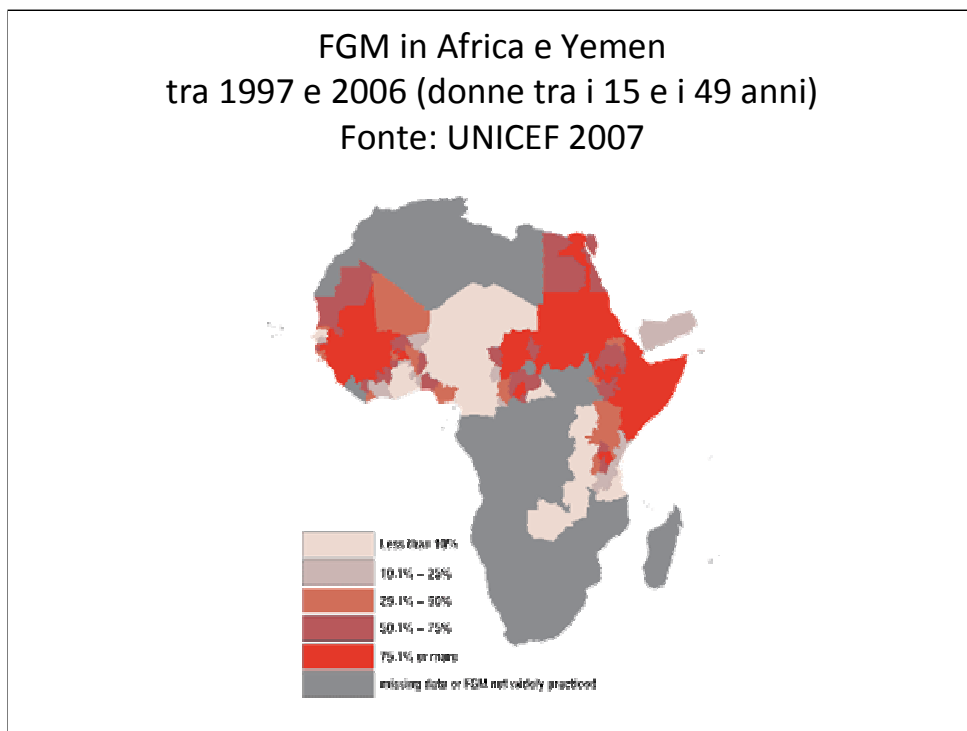 FGM in Africa e Yemen
tra 1997 e 2006 (donne tra i 15 e i 49 anni)
Fonte: UNICEF 2007
Less than 10%
10.1% – 25%
25.1% – 50%
50.1% – 75%
75.1% or more
missing data or FGM not widely practiced